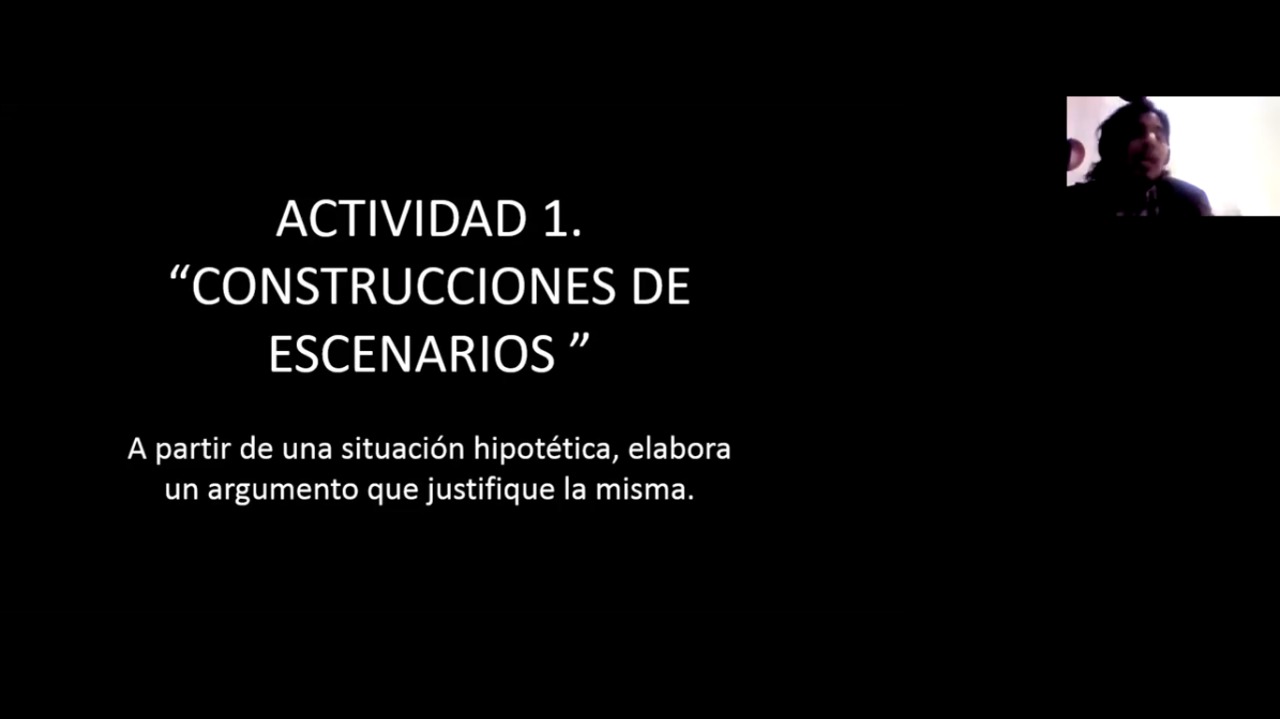 ACTIVIDAD 1.
“CONSTRUCCIONES DE
ESCENARIOS ”
A partir de una situación hipotética, elabora
un argumento que justifique la misma.